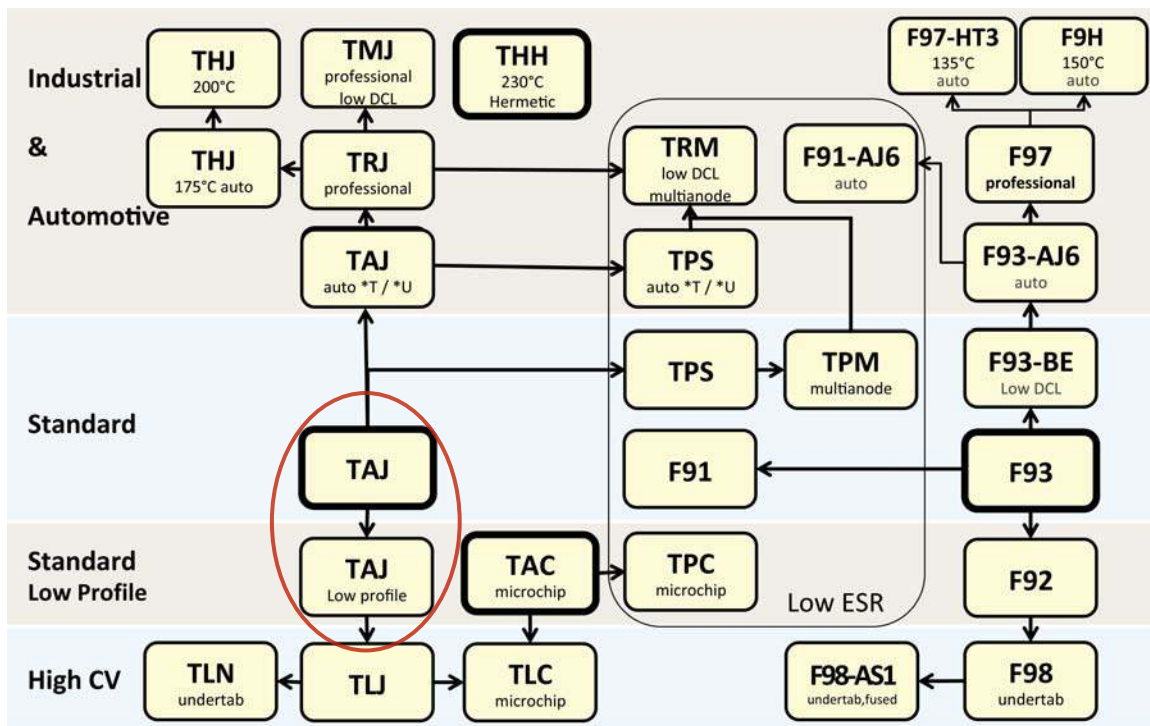 Industrial
&
Automotive
THJ
200°C
TMJ
professional
low DCL
THH
230°C
Hermetic
F97-HT3
135°C
auto
F9H
150°C
auto
THJ
175°C auto
TRJ
professional
TRM
low DCL
multianode
F91-AJ6
auto
F97
professional
TAJ
auto *T / *U
TPS
auto *T / *U
F93-AJ6
auto
Standard
TPS
TPM
multianode
F93-BE
Low DCL
TAJ
F91
F93
Standard
Low Profile
TAJ
Low profile
TAC
microchip
TPC
microchip
Low ESR
F92
High CV
TLN
undertab
TLJ
TLC
microchip
F98-AS1
undertab,fused
F98
undertab